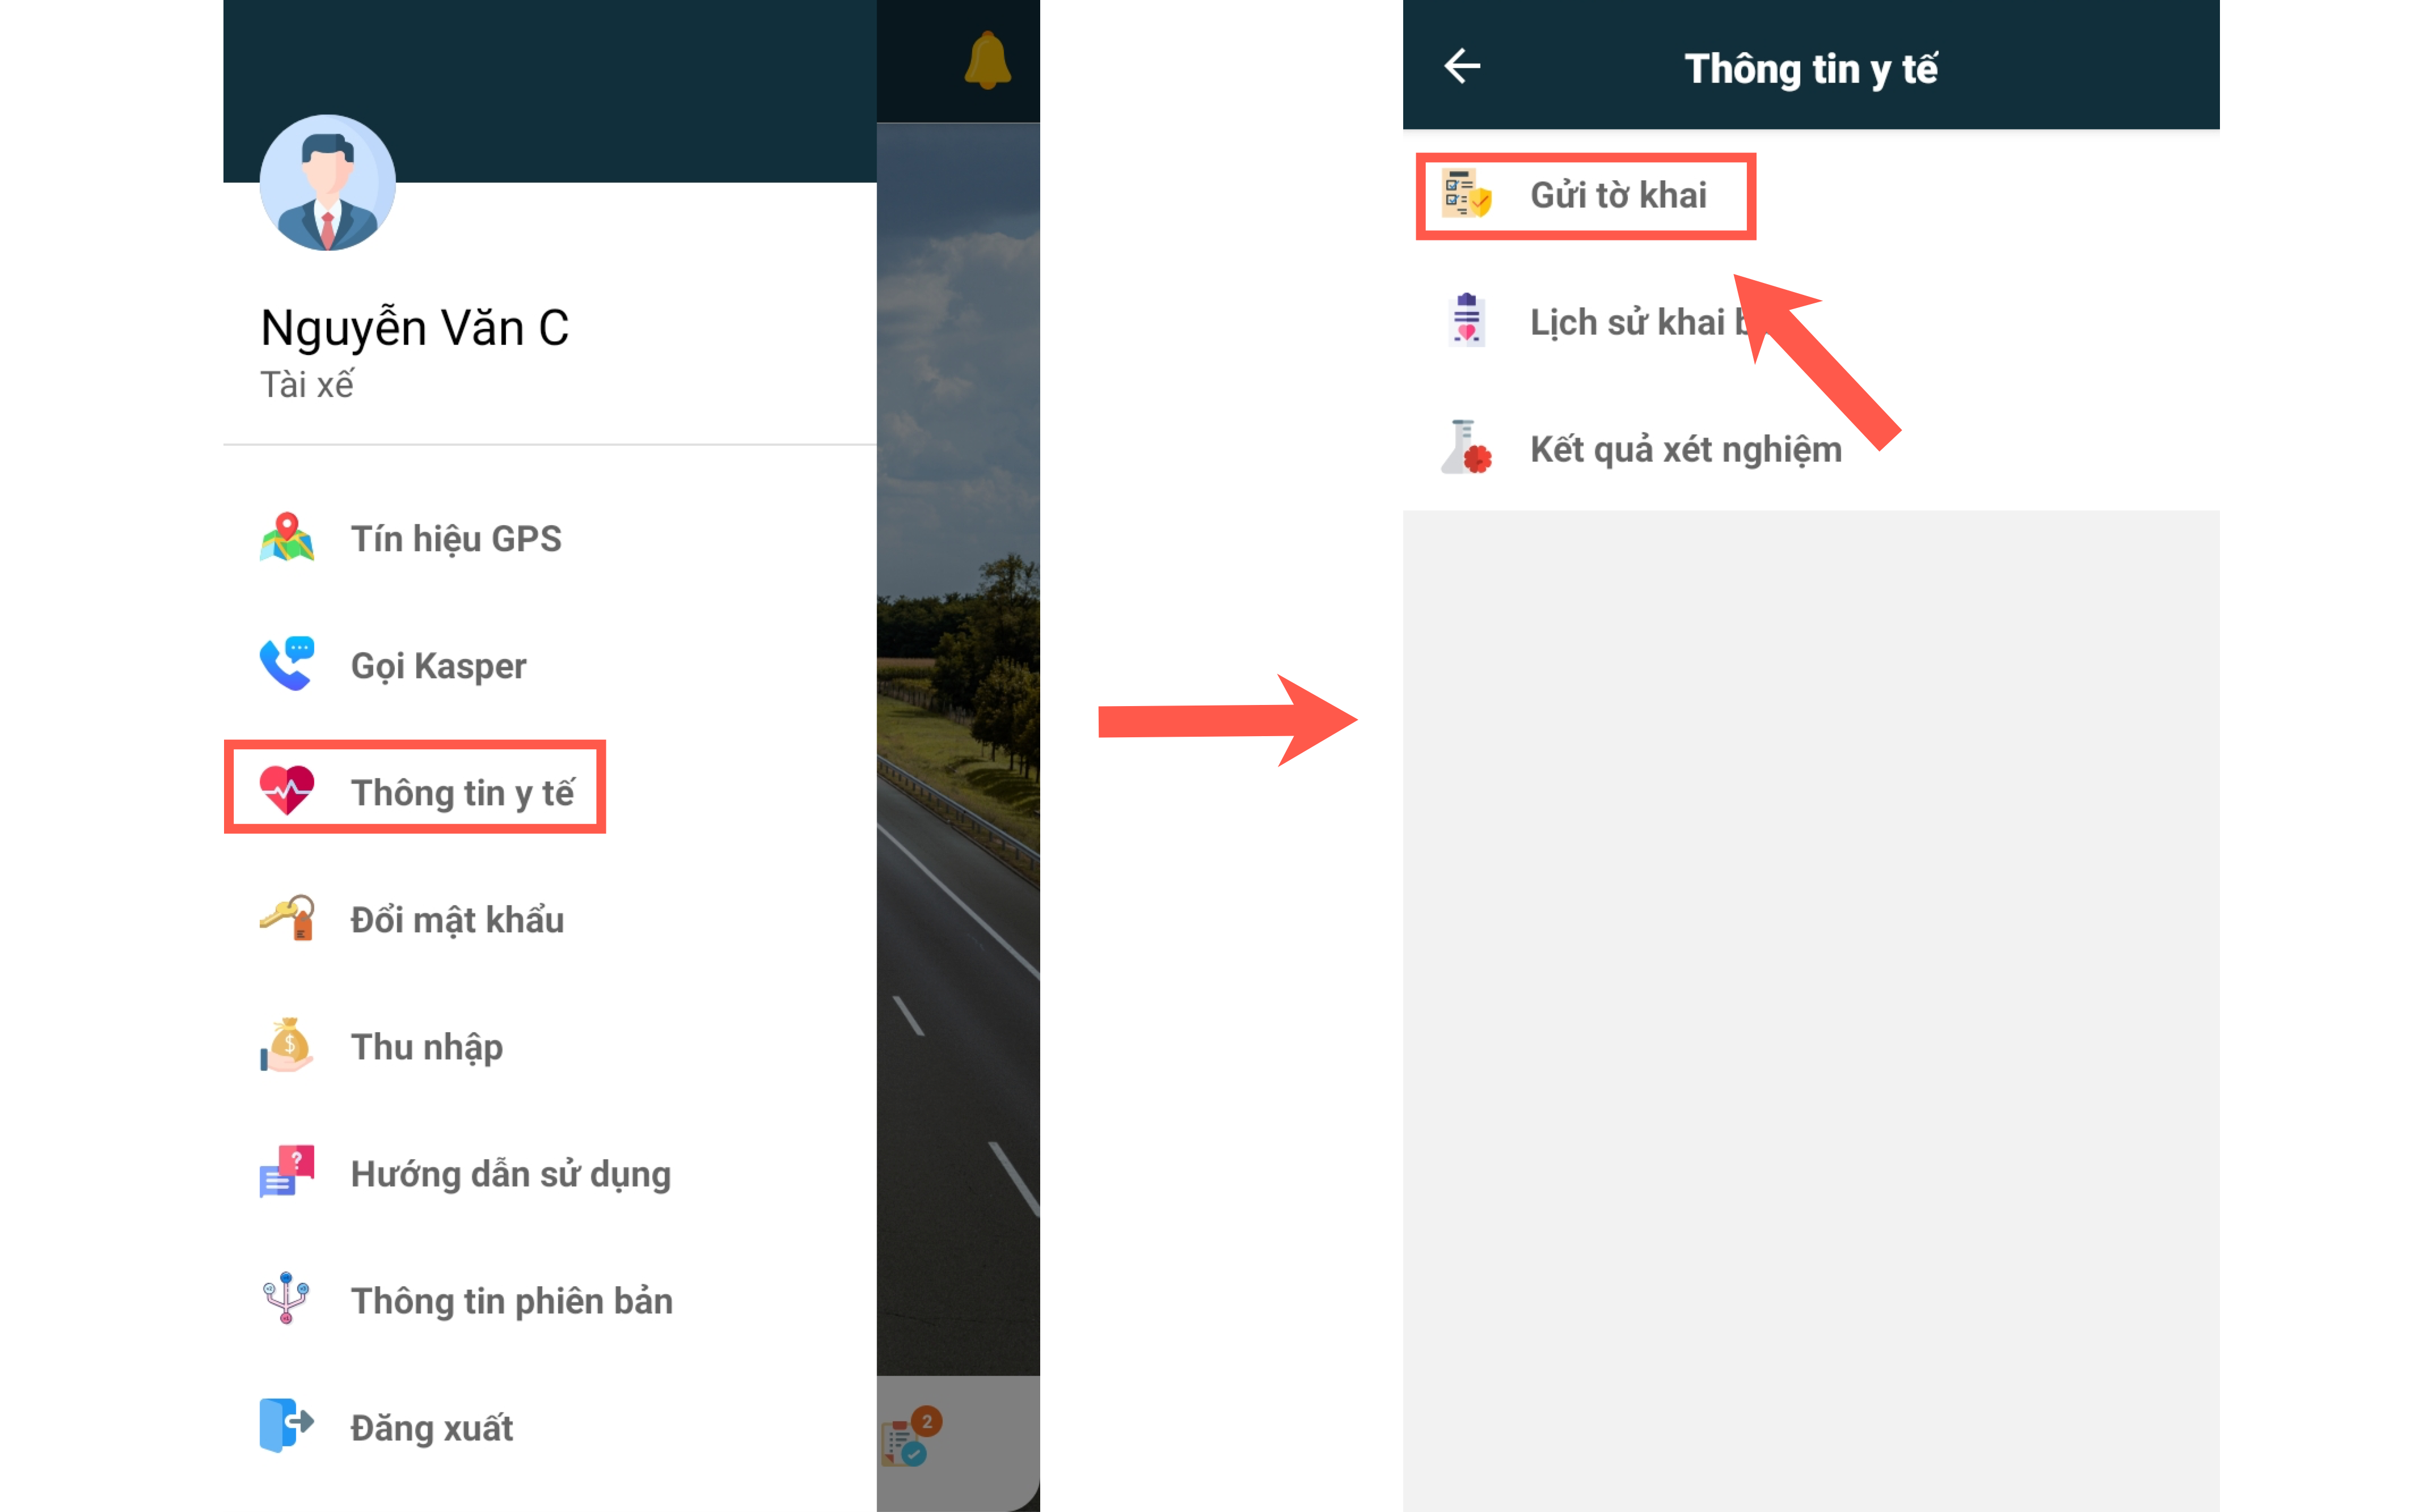 Nguyễn Văn C
Tài xế
Tín hiệu GPS
Gọi Kasper
Thông tin y tế
Đổi mật khẩu
Thu nhập
Hướng dẫn sử dụng
Thông tin phiên bản
Đăng xuất
2
Thông tin y tế
Gửi tờ khai
Lịch sử khai
Kết quả xét nghiệm